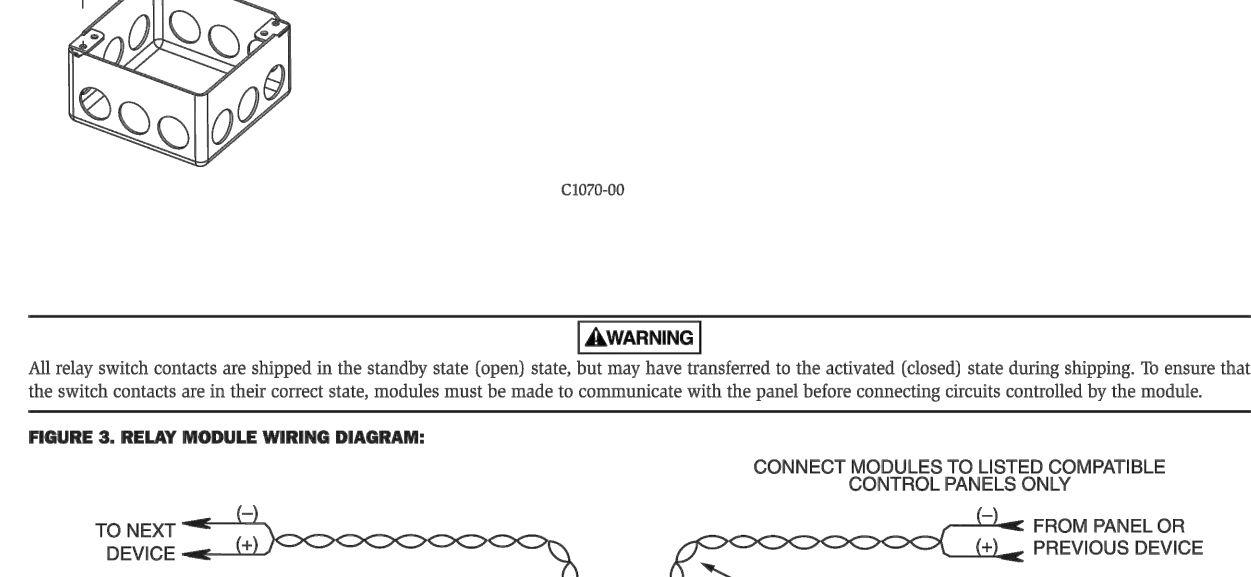 C1070-00
WARNING
All relay switch contacts are shipped in the standby state (open) state, but may have transferred to the activated (closed) state during shipping. To ensure that
the switch contacts are in their correct state, modules must be made to communicate with the panel before connecting circuits controlled by the module.
FIGURE 3. RELAY MODULE WIRING DIAGRAM:
CONNECT MODULES TO LISTED COMPATIBLE
CONTROL PANELS ONLY
(–)
TO NEXT
DEVICE
(+)
(–)
FROM PANEL OR
(+)
PREVIOUS DEVICE